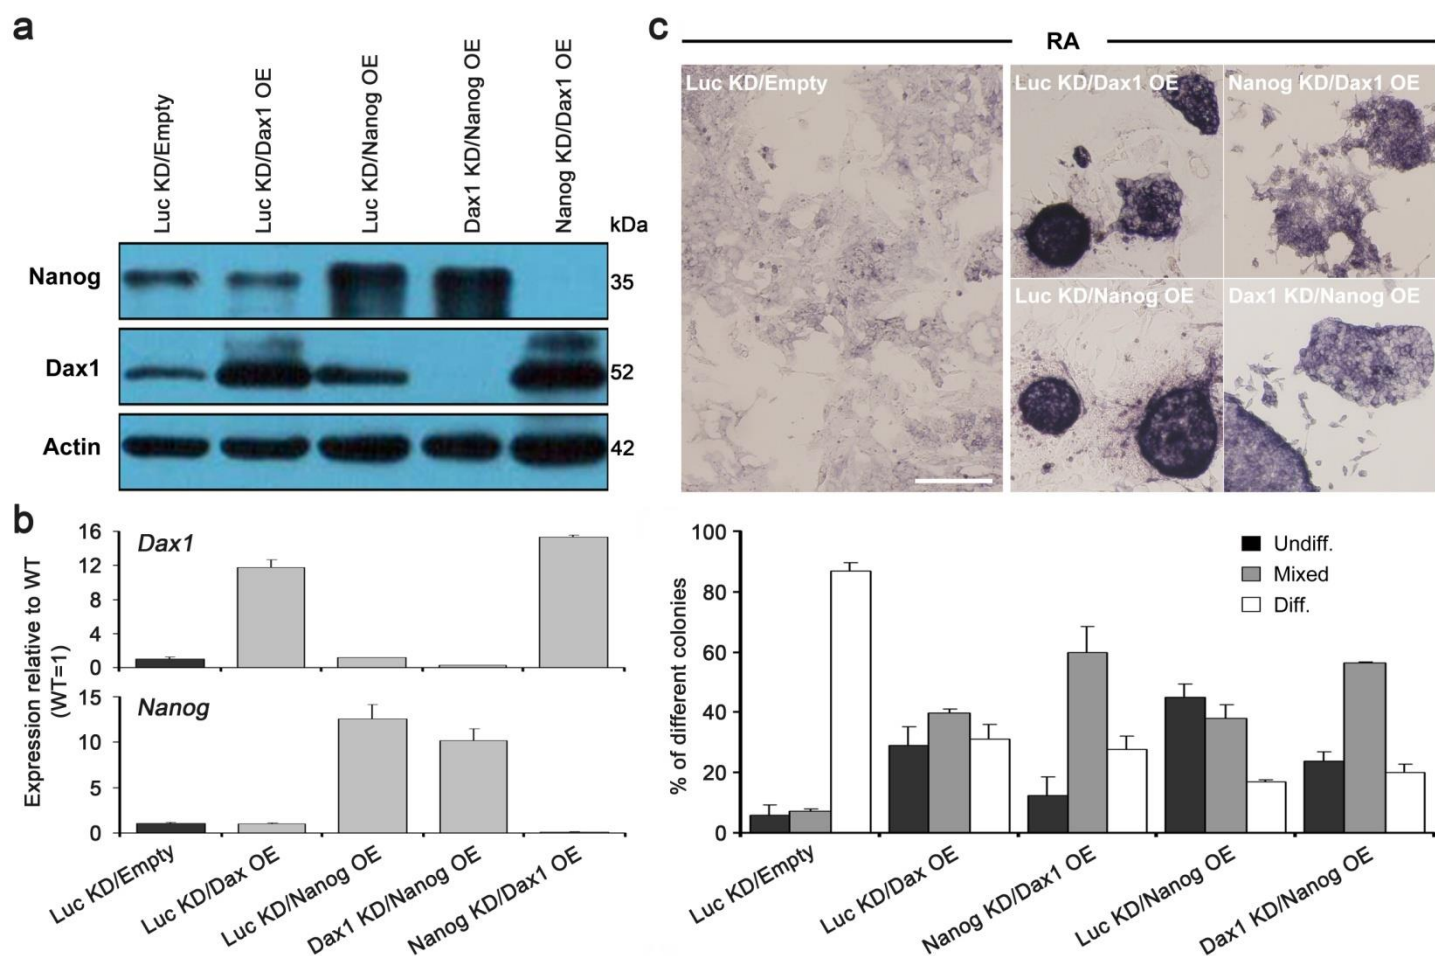 a
Luc KD/Empty
Luc KD/Dax1 OE
Luc KD/Nanog OE
Dax1 KD/Nanog OE
Nanog KD/Dax1 OE
kDa
Nanog
35
Dax1
52
Actin
42
b
Expression relative to WT
(WT=1)
Dax1
16
12
8
4
0
Nanog
15
10
5
0
Luc KD/Empty
Luc KD/Dax OE
Luc KD/Nanog OE
Dax1 KD/Nanog OE
Nanog KD/Dax1 OE
c
RA
Luc KD/Empty
Luc KD/Dax1 OE
Nanog KD/Dax1 OE
Luc KD/Nanog OE
Dax1 KD/Nanog OE
% of different colonies
100
80
60
40
20
0
Undiff.
Mixed
Diff.
Luc KD/Empty
Luc KD/Dax OE
Nanog KD/Dax1 OE
Luc KD/Nanog OE
Dax1 KD/Nanog OE